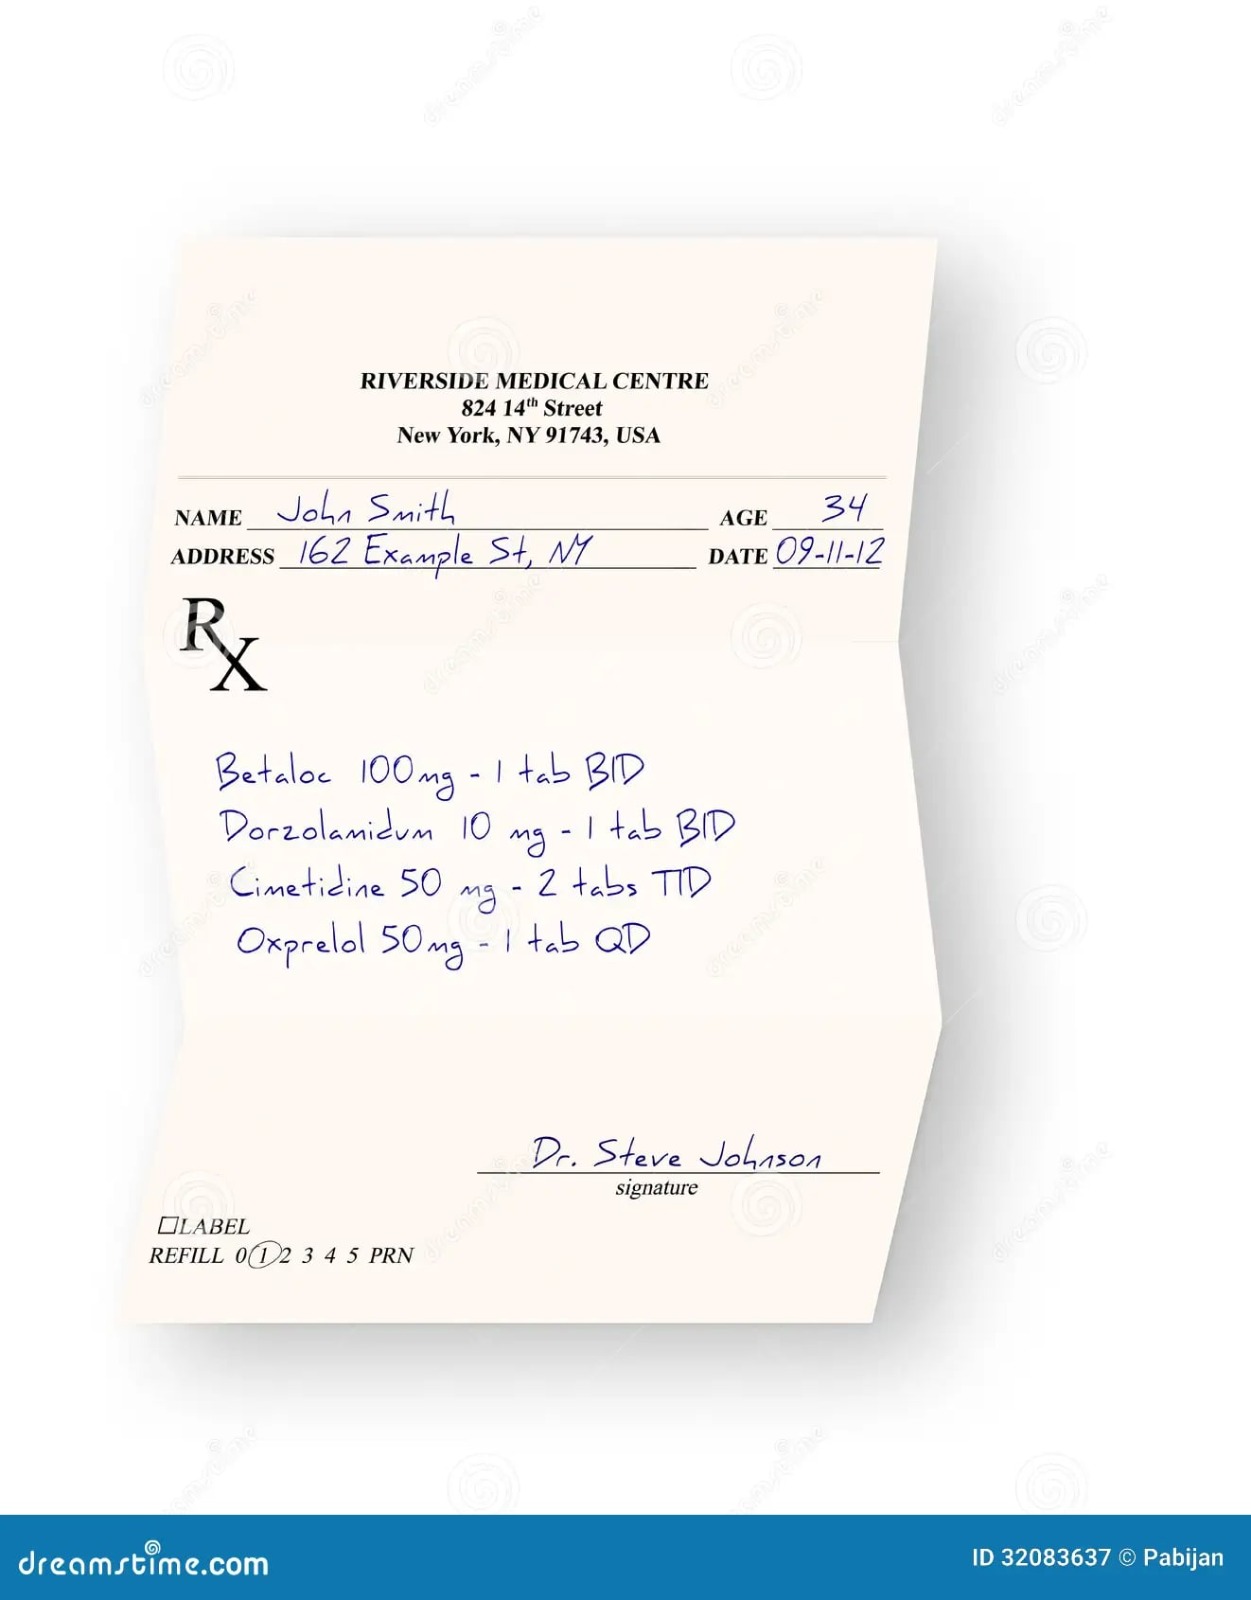 RIVERSIDE MEDICAL CENTRE
824 14th Street
New York, NY 91743, USA
NAME John Smith AGE 34
ADDRESS 162 Example St, NY DATE 09-11-12
RX
Betaloc 100mg - 1 tab BID
Dorzolamidum 10 mg - 1 tab BID
Cimetidine 50 mg - 2 tabs TID
Oxprelol 50mg - 1 tab QD
Dr. Steve Johnson
signature
LABEL
REFILL 0 1 2 3 4 5 PRN
dreamstime.com ID 32083637 © Pabijan